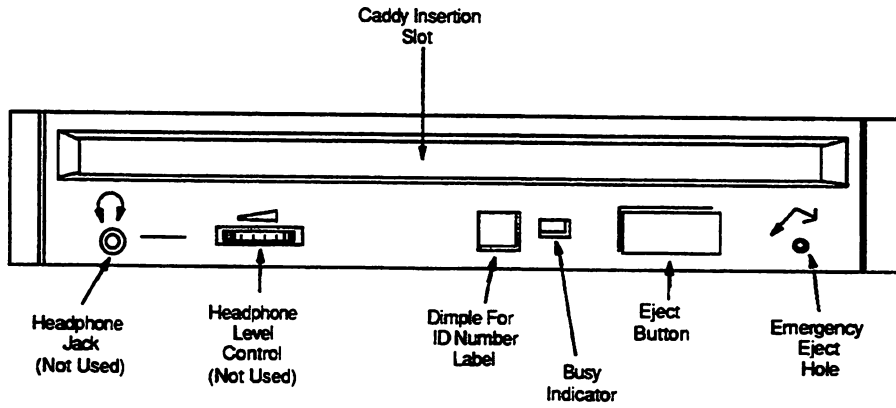 Caddy Insertion
Slot
Headphone
Jack
(Not Used)
Headphone
Level
Control
(Not Used)
Dimple For
ID Number
Label
Busy
Indicator
Eject
Button
Emergency
Eject
Hole